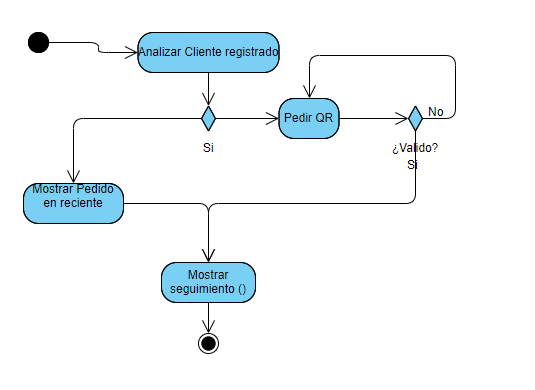 Analizar Cliente registrado
Pedir QR
No
Si
¿Valido?
Si
Mostrar Pedido
en reciente
Mostrar
seguimiento ()